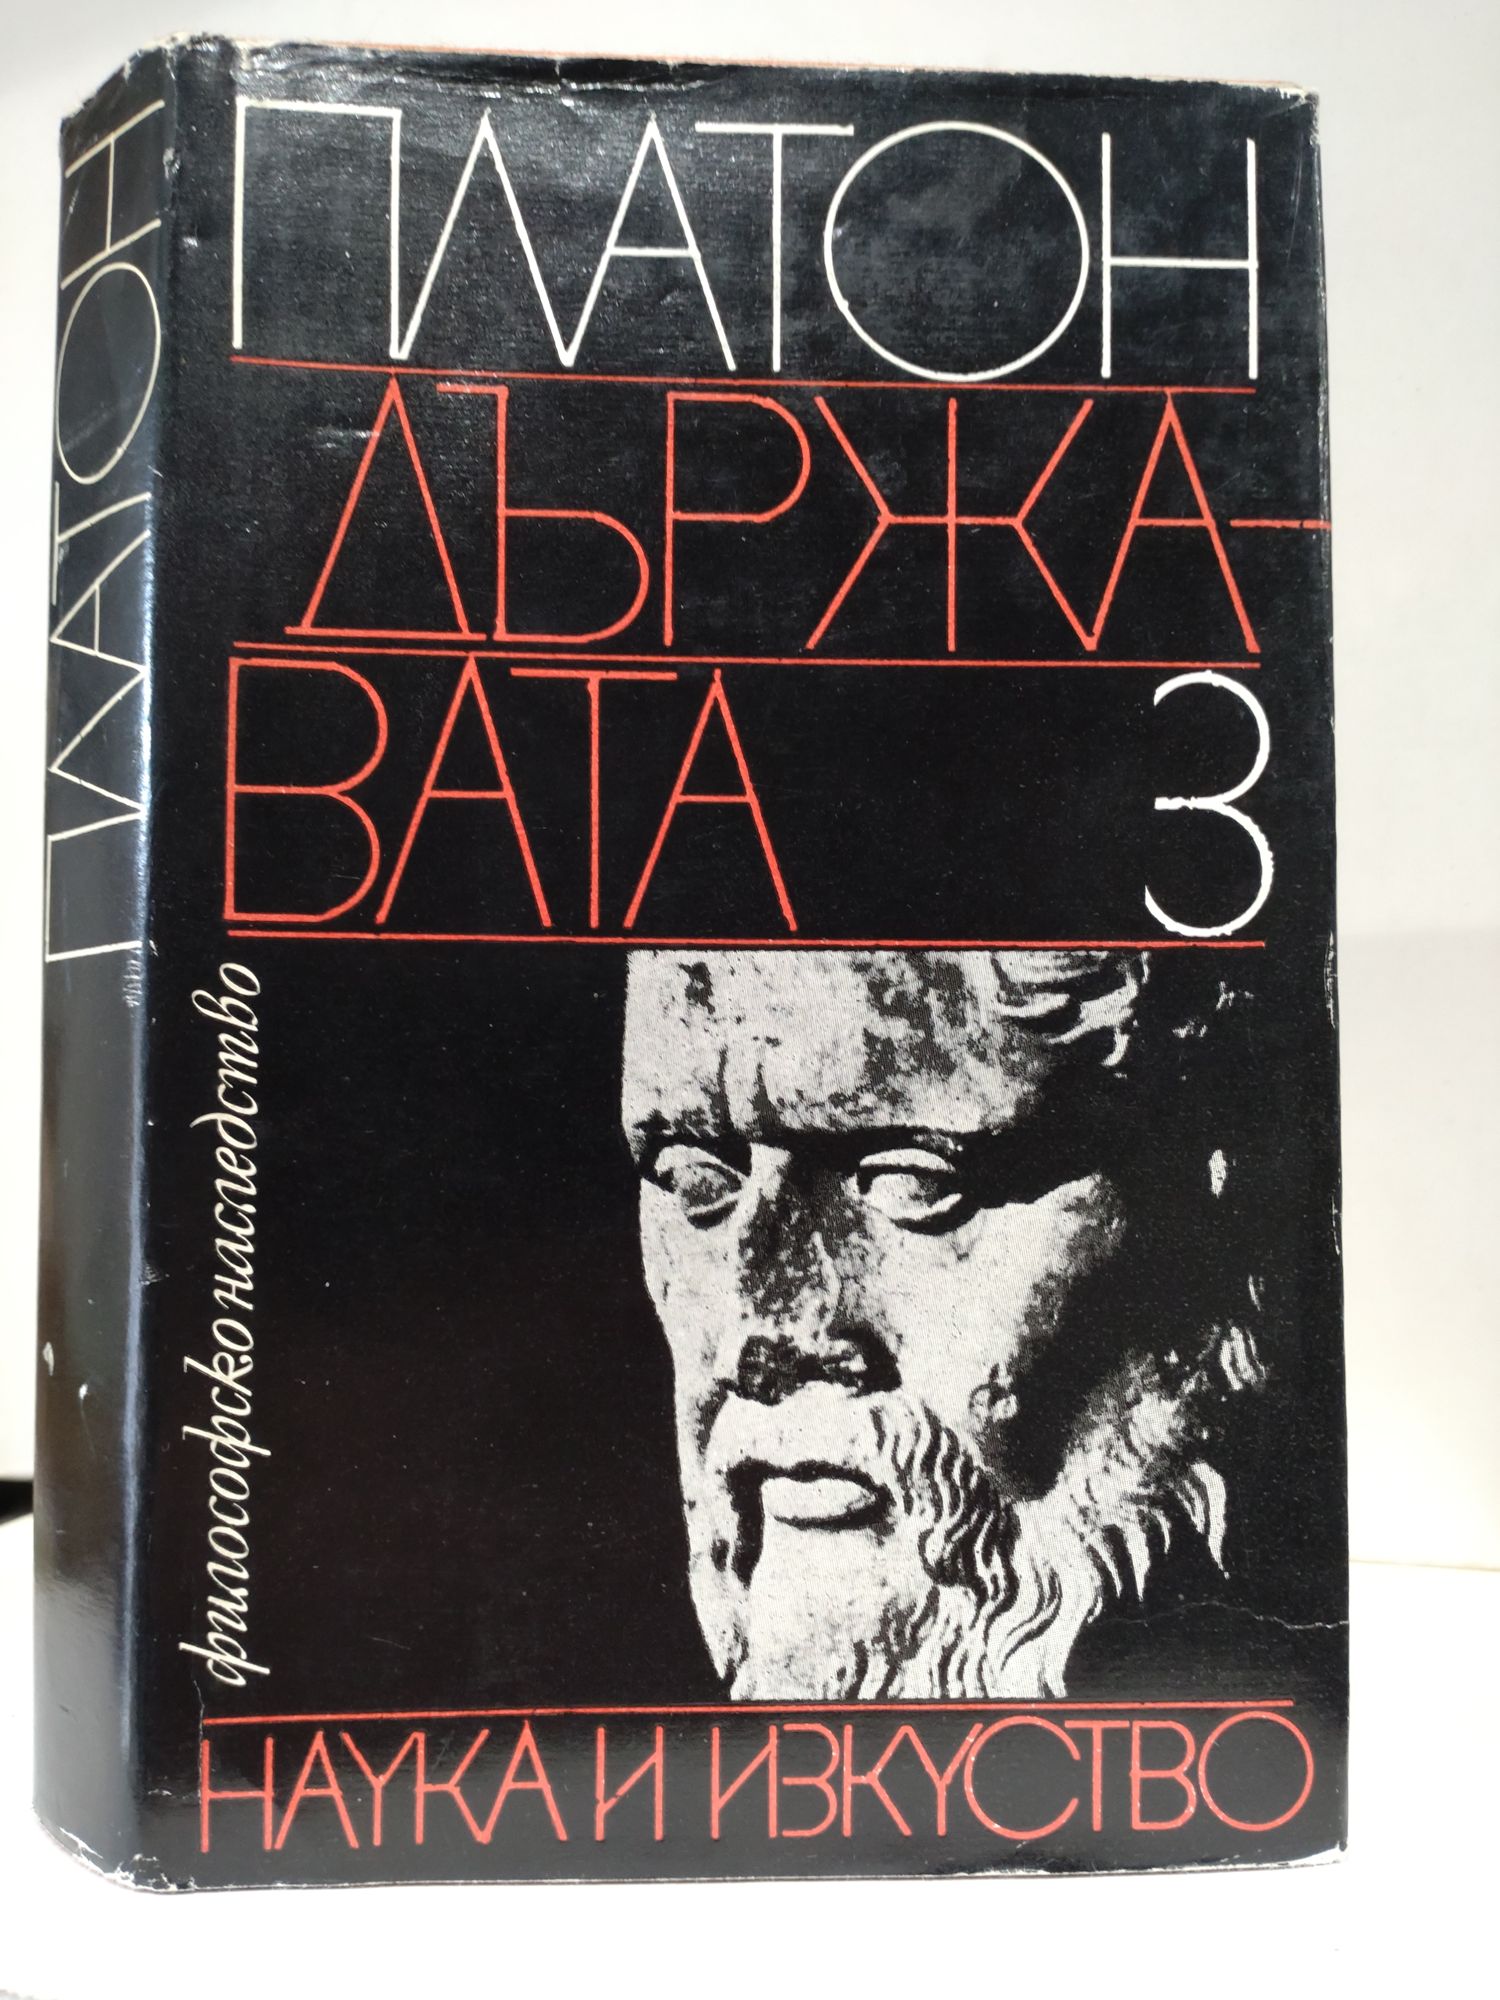 ПЛАТОН
ПЛАТОН
ДЪРЖА-
ВАТА 3
философско наследство
НАУКА И ИЗКУСТВО